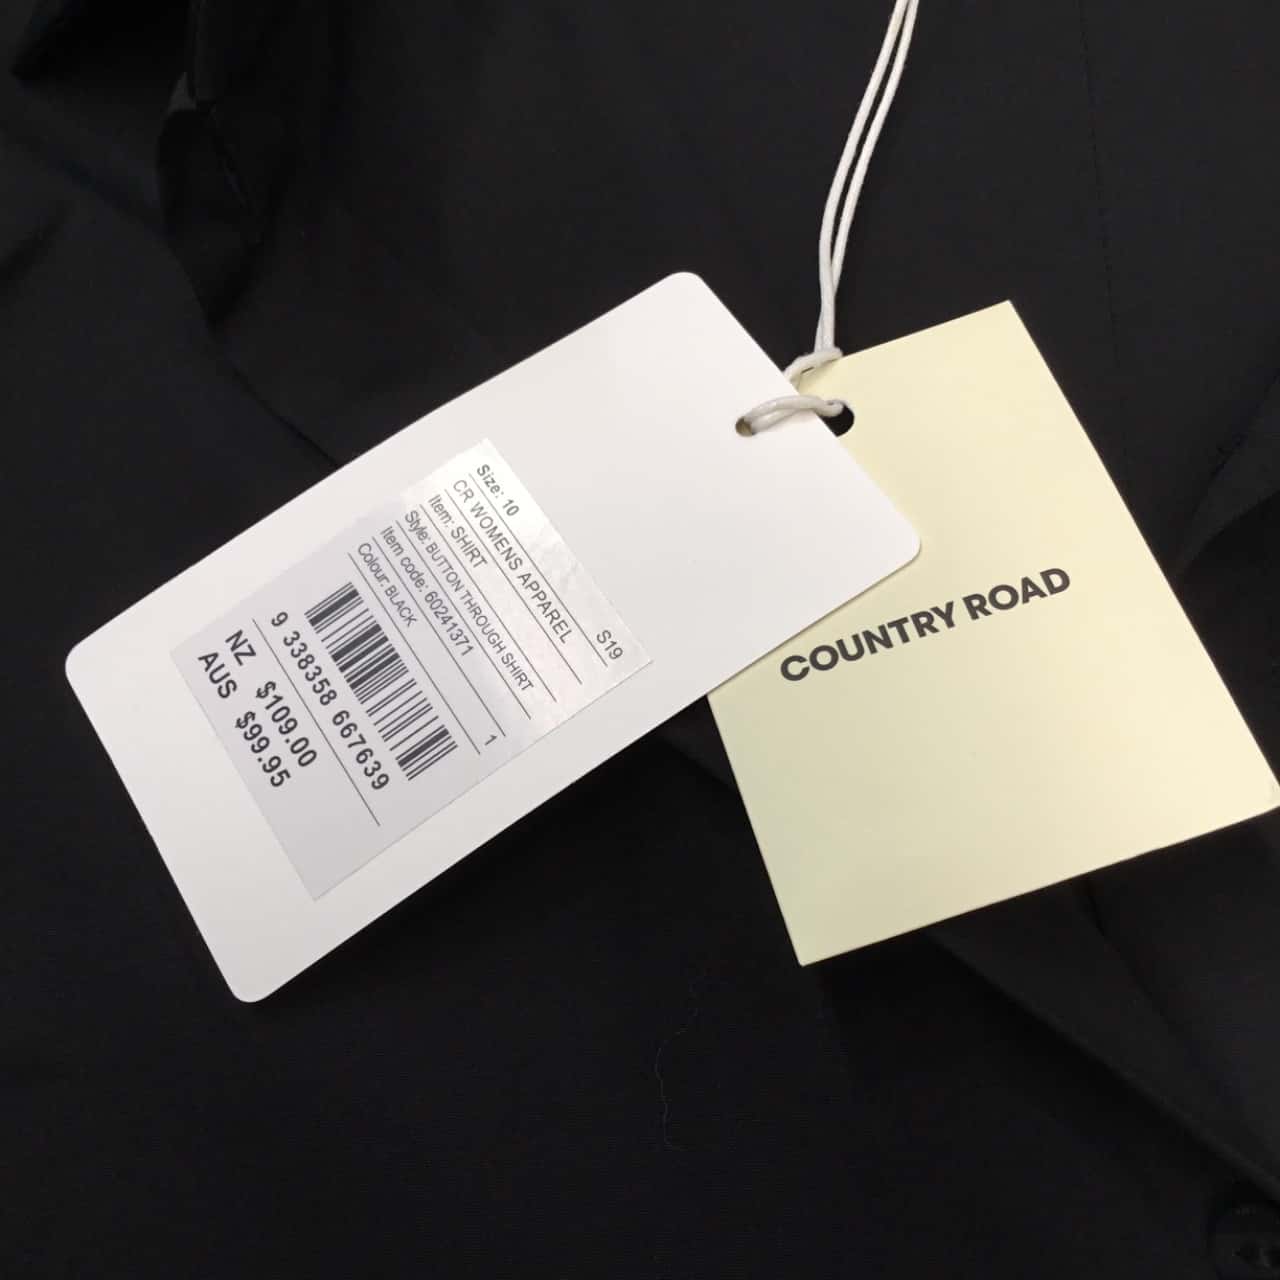 Size: 10 S19
CR WOMENS APPAREL
Item: SHIRT
Style: BUTTON THROUGH SHIRT
Item code: 60241371
Colour: BLACK 1
9 338358 667639
NZ $109.00
AUS $99.95
COUNTRY ROAD